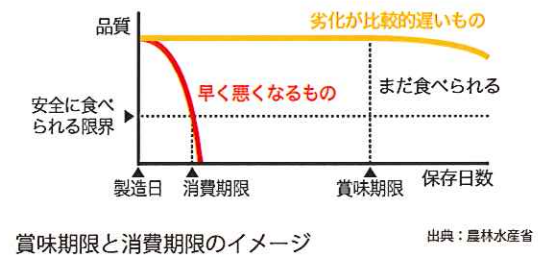 品質
劣化が比較的遅いもの
早く悪くなるもの
まだ食べられる
安全に食べ
られる限界
製造日
消費期限
賞味期限
保存日数
賞味期限と消費期限のイメージ
出典：農林水産省